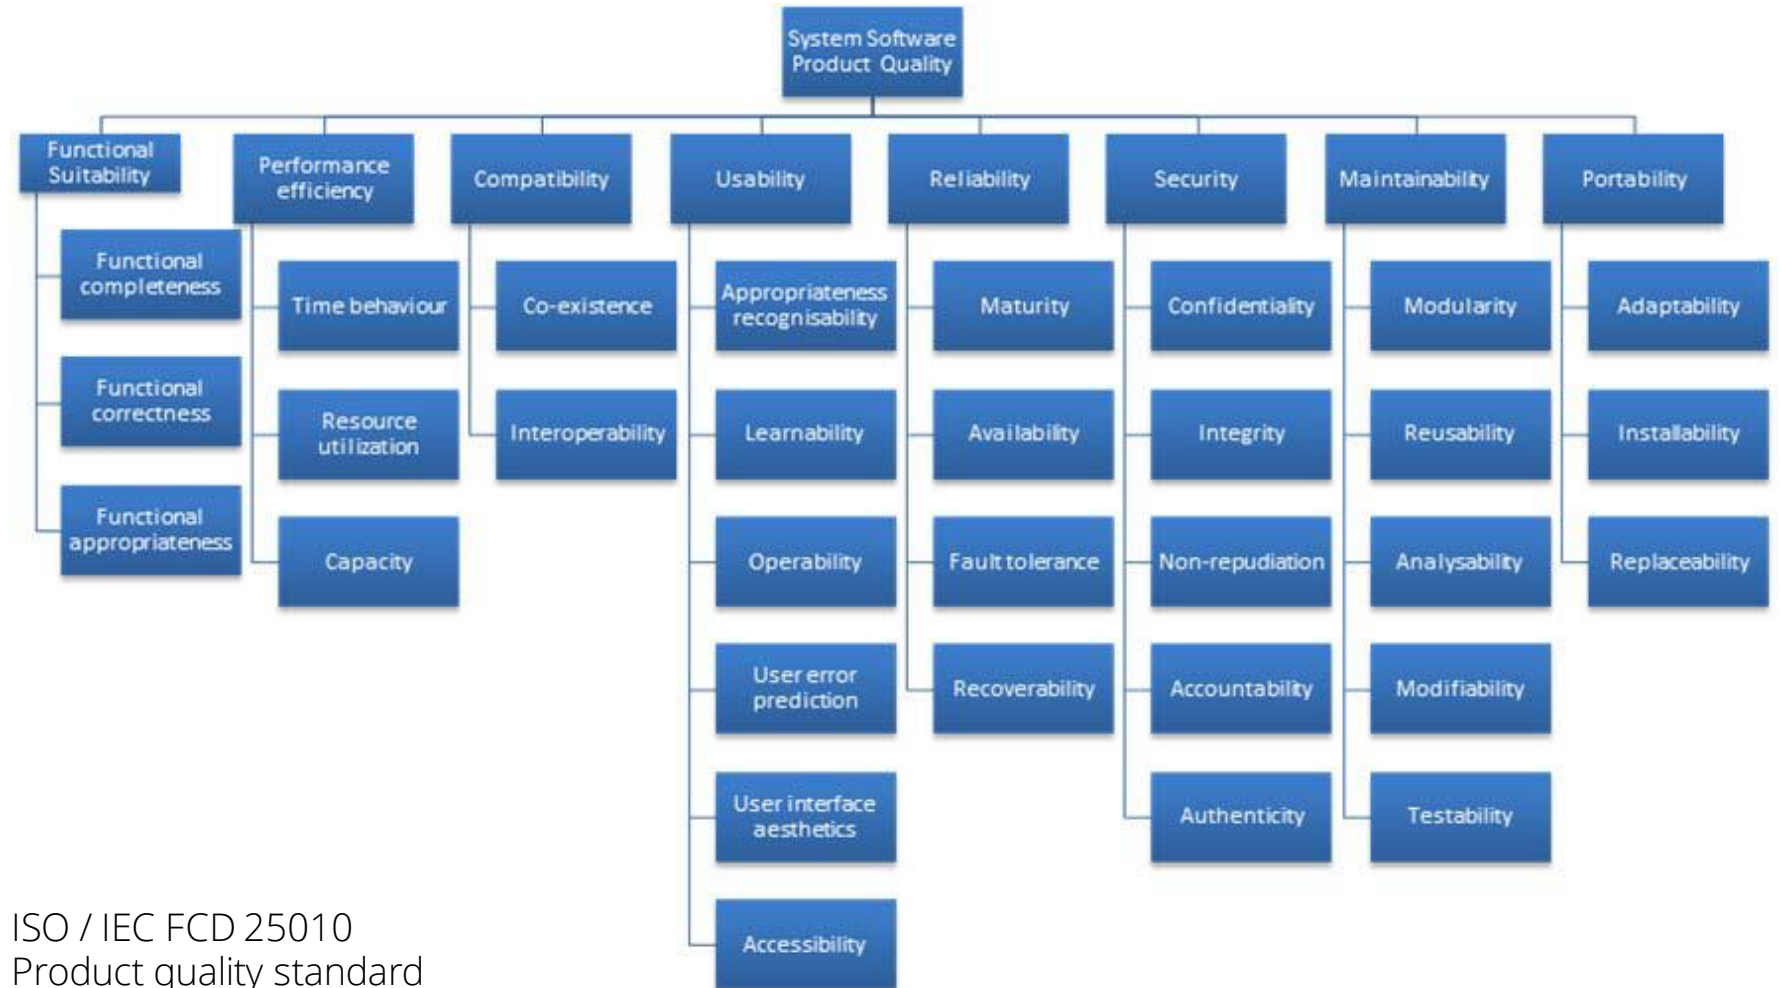 System Software
Product Quality
Functional
Suitability
Functional
completeness
Functional
correctness
Functional
appropriateness
Performance
efficiency
Time behaviour
Resource
utilization
Capacity
Compatibility
Co-existence
Interoperability
Usability
Appropriateness
recognisability
Learnability
Operability
User error
prediction
User interface
aesthetics
Accessibility
Reliability
Maturity
Availability
Fault tolerance
Recoverability
Security
Confidentiality
Integrity
Non-repudiation
Accountability
Authenticity
Maintainability
Modularity
Reusability
Analysability
Modifiability
Testability
Portability
Adaptability
Installability
Replaceability
ISO / IEC FCD 25010
Product quality standard